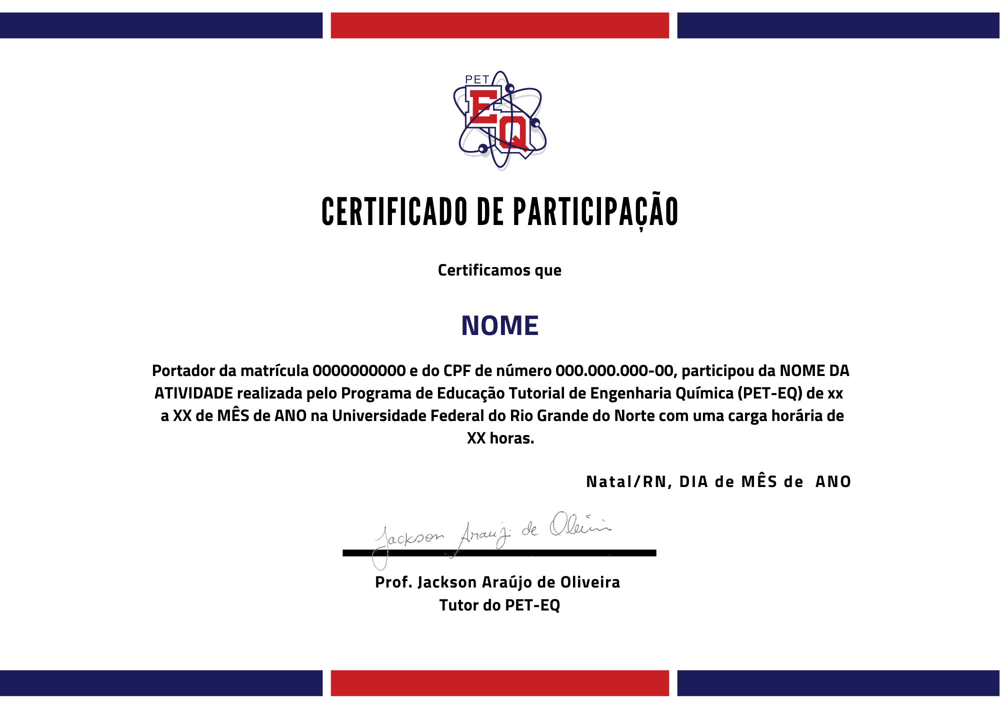 PET
EQ
CERTIFICADO DE PARTICIPAÇÃO
Certificamos que
NOME
Portador da matrícula 0000000000 e do CPF de número 000.000.000-00, participou da NOME DA
ATIVIDADE realizada pelo Programa de Educação Tutorial de Engenharia Química (PET-EQ) de xx
a XX de MÊS de ANO na Universidade Federal do Rio Grande do Norte com uma carga horária de
XX horas.
Natal/RN, DIA de MÊS de ANO
Jackson Araujo de Oliveira
Prof. Jackson Araújo de Oliveira
Tutor do PET-EQ